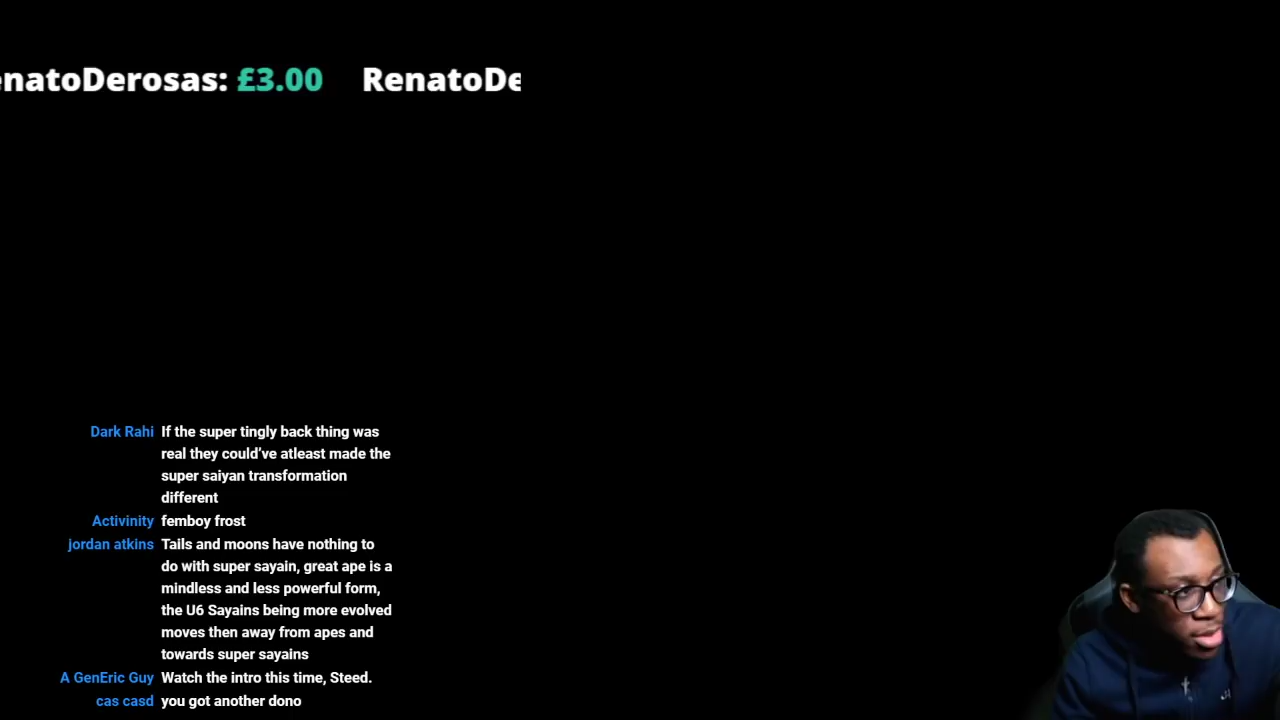 enatoDerosas: £3.00 RenatoDe
Dark Rahi If the super tingly back thing was
real they could've atleast made the
super saiyan transformation
different
Activinity femboy frost
jordan atkins Tails and moons have nothing to
do with super sayain, great ape is a
mindless and less powerful form,
the U6 Sayains being more evolved
moves then away from apes and
towards super sayains
A GenEric Guy Watch the intro this time, Steed.
cas casd you got another dono